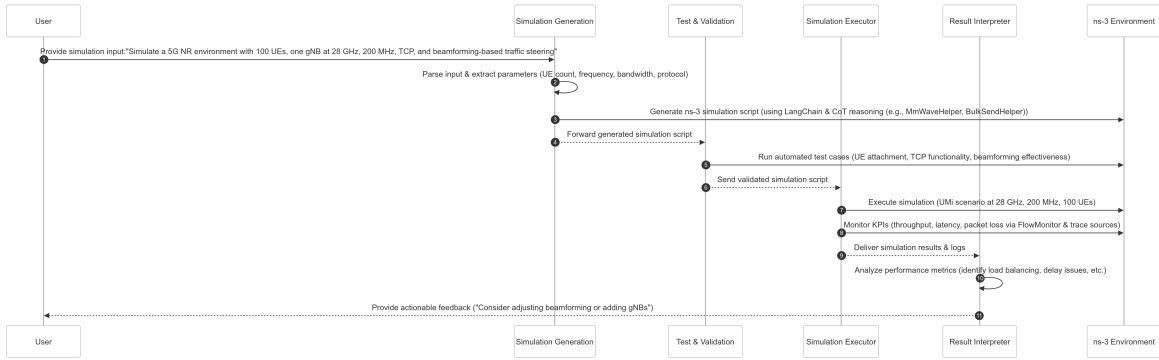 User
Simulation Generation
Test & Validation
Simulation Executor
Result Interpreter
ns-3 Environment
Provide simulation input:"Simulate a 5G NR environment with 100 UEs, one gNB at 28 GHz, 200 MHz, TCP, and beamforming-based traffic steering"
1
Parse input & extract parameters (UE count, frequency, bandwidth, protocol)
2
Generate ns-3 simulation script (using LangChain & CoT reasoning (e.g., MmWaveHelper, BulkSendHelper))
3
Forward generated simulation script
4
Run automated test cases (UE attachment, TCP functionality, beamforming effectiveness)
5
Send validated simulation script
6
Execute simulation (UMi scenario at 28 GHz, 200 MHz, 100 UEs)
7
Monitor KPIs (throughput, latency, packet loss via FlowMonitor & trace sources)
8
Deliver simulation results & logs
9
Analyze performance metrics (identify load balancing, delay issues, etc.)
10
Provide actionable feedback ("Consider adjusting beamforming or adding gNBs")
11
User
Simulation Generation
Test & Validation
Simulation Executor
Result Interpreter
ns-3 Environment